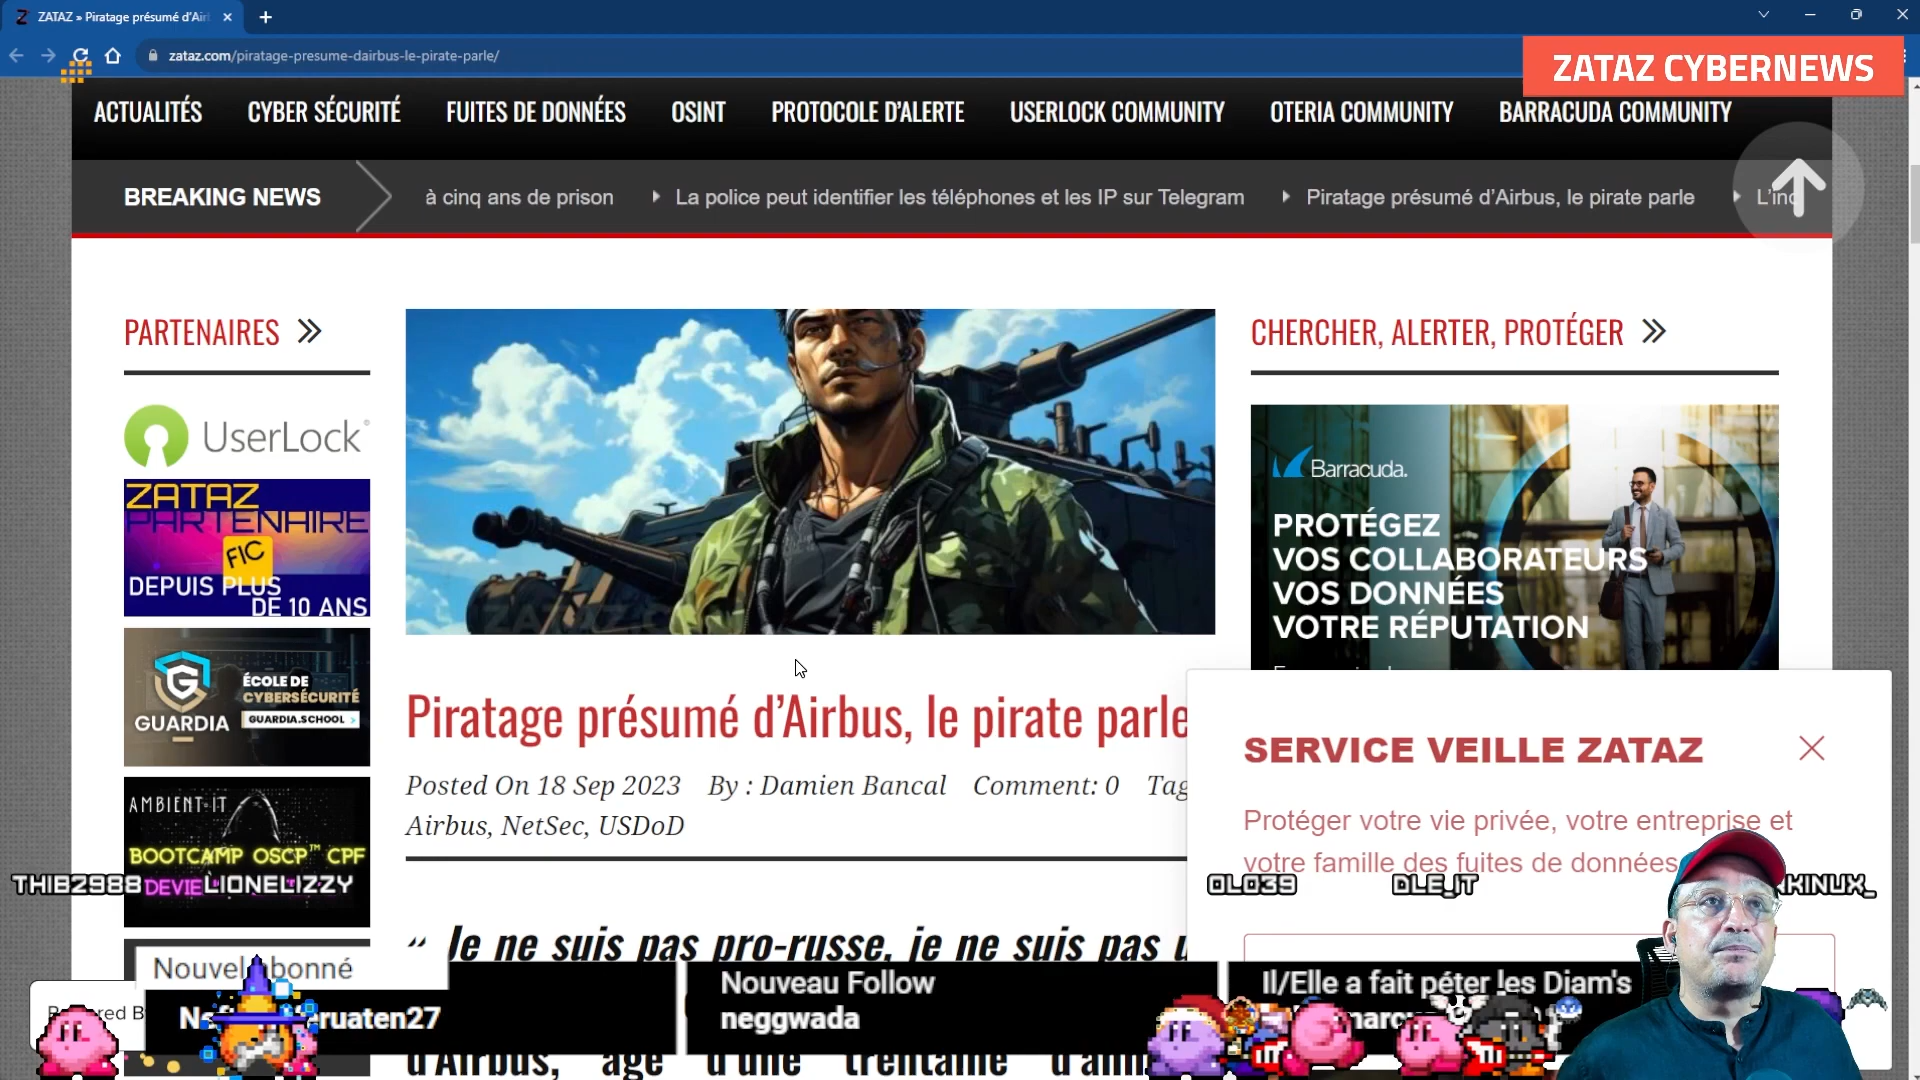 ZATAZ » Piratage présumé d'Air
zataz.com/piratage-presume-dairbus-le-pirate-parle/
ZATAZ CYBERNEWS
ACTUALITÉS CYBER SÉCURITÉ FUITES DE DONNÉES OSINT PROTOCOLE D'ALERTE USERLOCK COMMUNITY OTERIA COMMUNITY BARRACUDA COMMUNITY
BREAKING NEWS
à cinq ans de prison
La police peut identifier les téléphones et les IP sur Telegram
Piratage présumé d'Airbus, le pirate parle
PARTENAIRES
UserLock
ZATAZ
PARTENAIRE
FIC
DEPUIS PLUS
DE 10 ANS
GUARDIA
ÉCOLE DE
CYBERSÉCURITÉ
GUARDIA.SCHOOL
AMBIENT-IT
BOOTCAMP OSCP™ CPF
Piratage présumé d'Airbus, le pirate parle
Posted On 18 Sep 2023 By : Damien Bancal Comment: 0 Tag
Airbus, NetSec, USDoD
“ Je ne suis pas pro-russe, je ne suis pas
d'Airbus, âgé d'une trentaine
CHERCHER, ALERTER, PROTÉGER
Barracuda.
PROTÉGEZ
VOS COLLABORATEURS
VOS DONNÉES
VOTRE RÉPUTATION
SERVICE VEILLE ZATAZ
Protéger votre vie privée, votre entreprise et
votre famille des fuites de données
THIB2988
LIONELIZZY
OLO39
DLE_IT
KINUX_
Nouvel abonné
Nouveau Follow
neggwada
Il/Elle a fait péter les Diam's